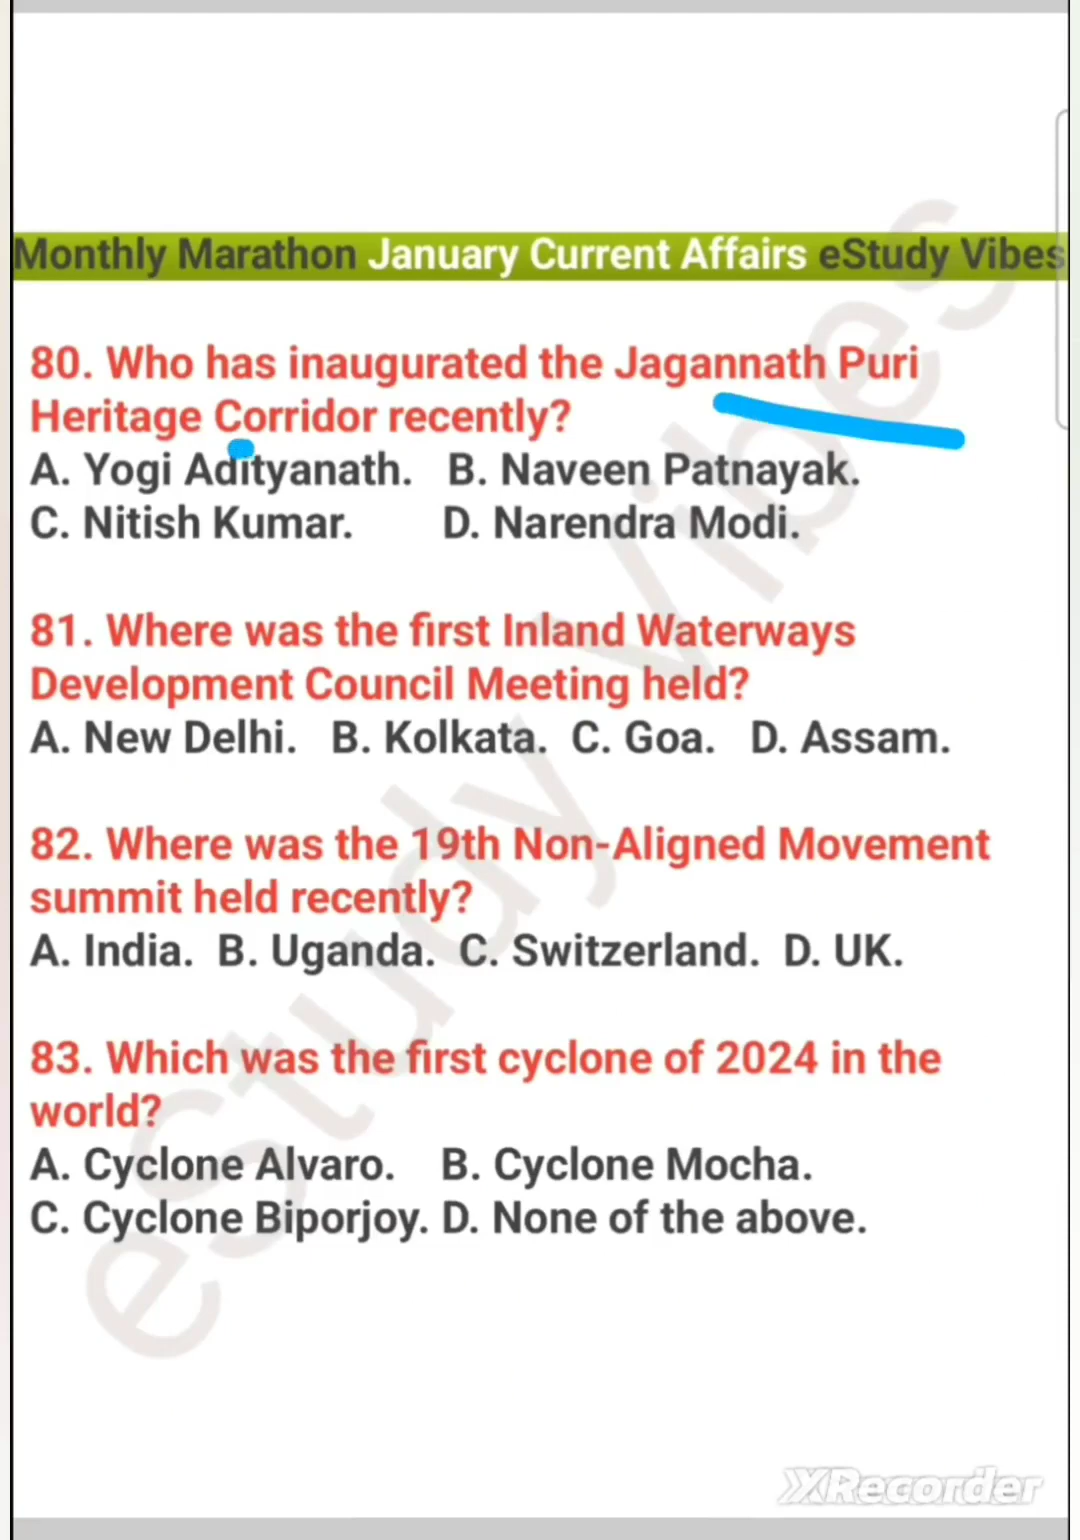 Monthly Marathon January Current Affairs eStudy Vibes
80. Who has inaugurated the Jagannath Puri
Heritage Corridor recently?
A. Yogi Adityanath. B. Naveen Patnayak.
C. Nitish Kumar. D. Narendra Modi.
81. Where was the first Inland Waterways
Development Council Meeting held?
A. New Delhi. B. Kolkata. C. Goa. D. Assam.
82. Where was the 19th Non-Aligned Movement
summit held recently?
A. India. B. Uganda. C. Switzerland. D. UK.
83. Which was the first cyclone of 2024 in the
world?
A. Cyclone Alvaro. B. Cyclone Mocha.
C. Cyclone Biporjoy. D. None of the above.
eStudy Vibes
XRecorder